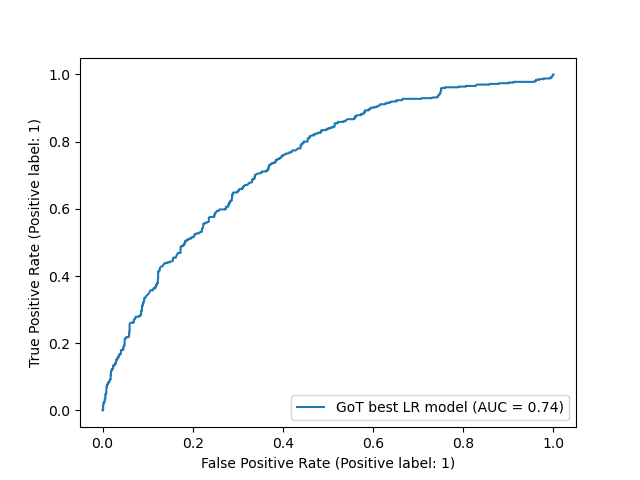 1.0
0.8
0.6
0.4
0.2
0.0
True Positive Rate (Positive label: 1)
GoT best LR model (AUC = 0.74)
0.0 0.2 0.4 0.6 0.8 1.0
False Positive Rate (Positive label: 1)